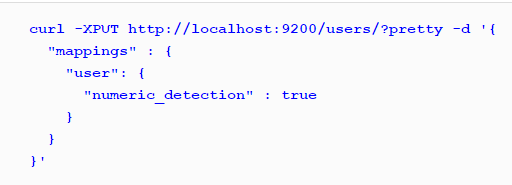 curl -XPUT http://localhost:9200/users/?pretty -d '{
  "mappings" : {
    "user": {
      "numeric_detection" : true
    }
  }
}'